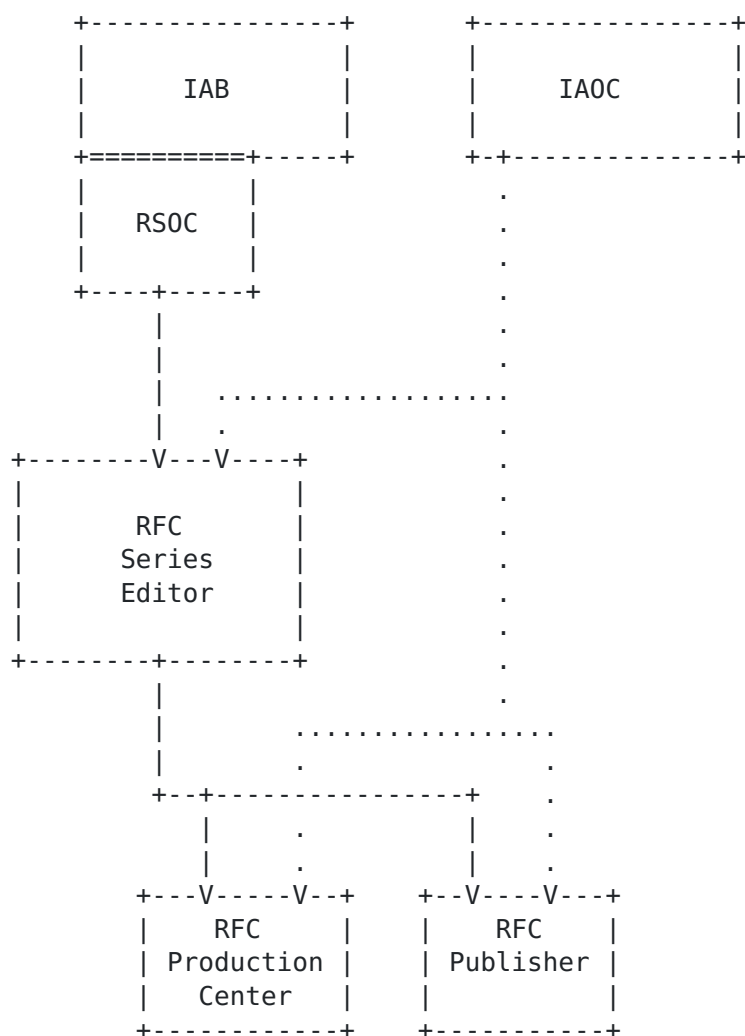 IAB IAOC
RSOC
RFC
Series
Editor
RFC RFC
Production Publisher
Center